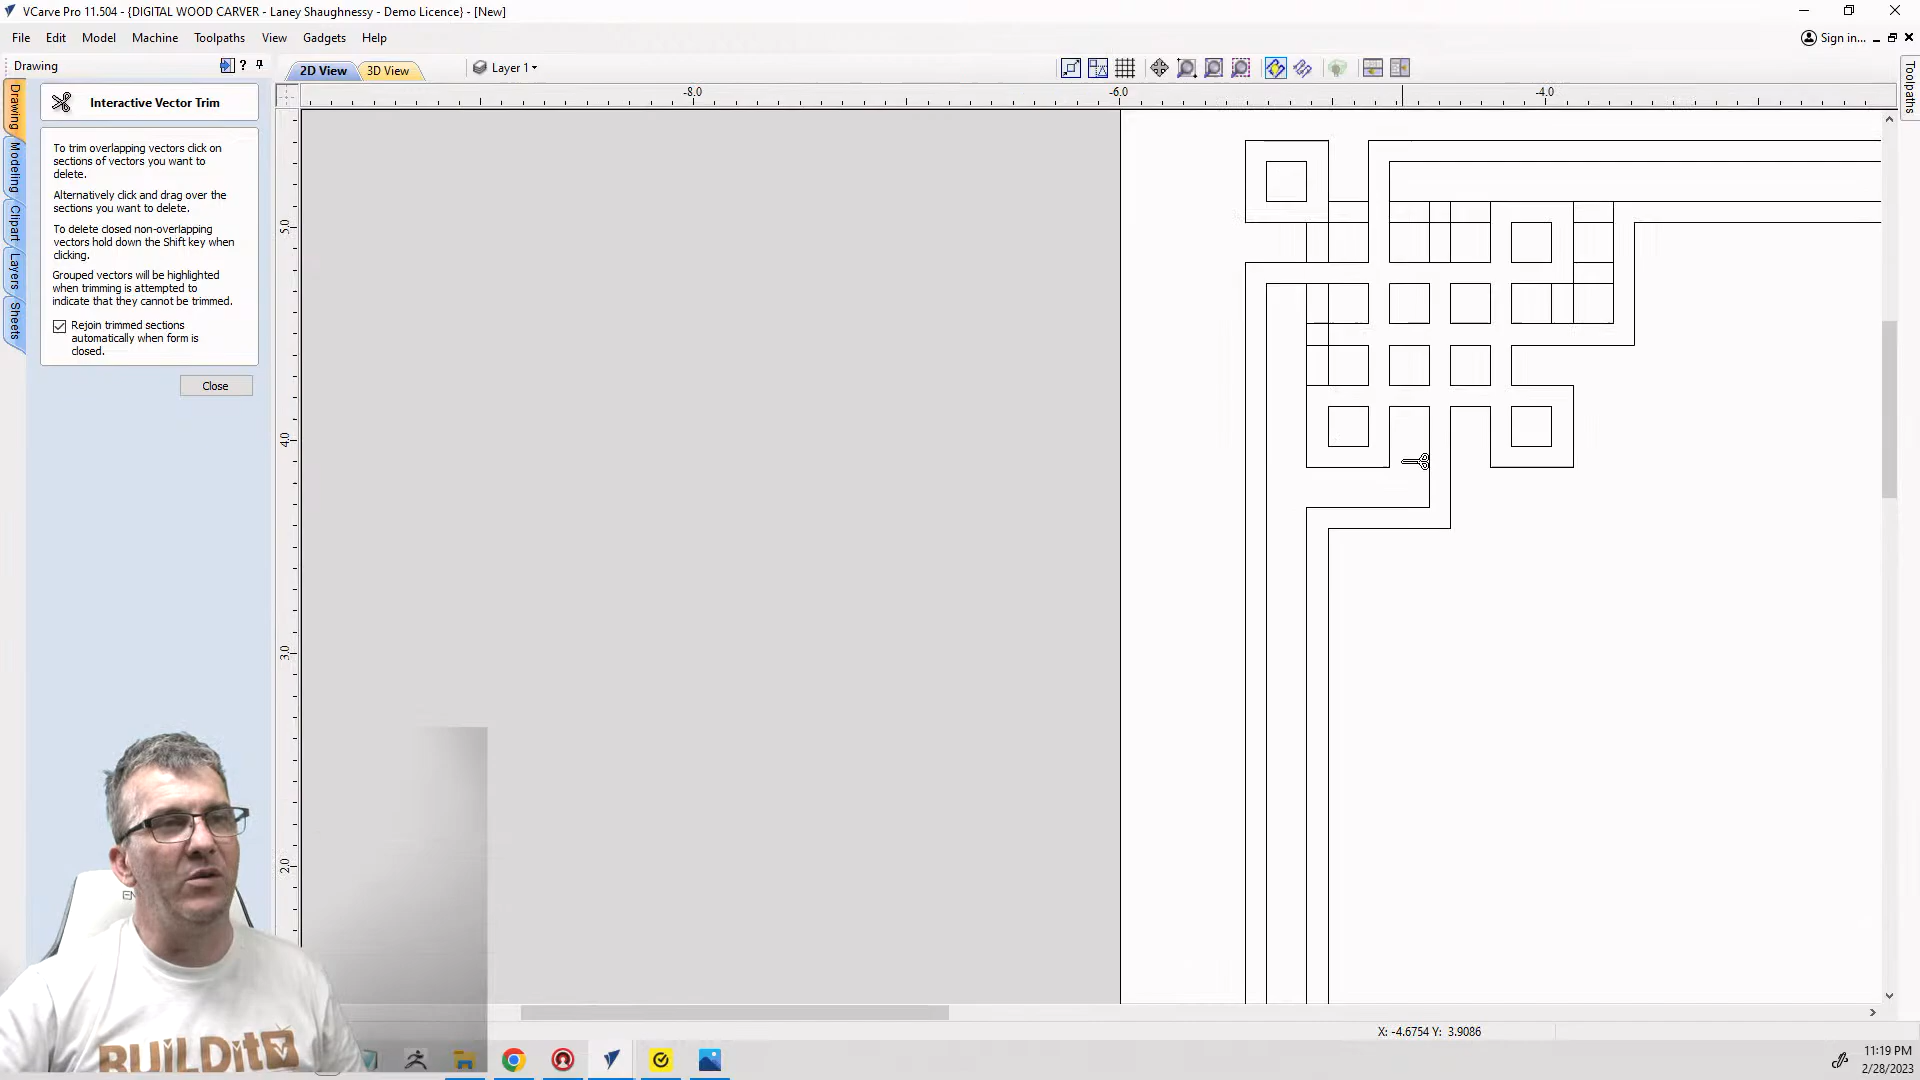 VCarve Pro 11.504 - {DIGITAL WOOD CARVER - Laney Shaughnessy - Demo Licence} - [New]
File Edit Model Machine Toolpaths View Gadgets Help
Sign in...
Drawing
2D View 3D View
Layer 1
Toolpaths
Drawing
Modeling
Clipart
Layers
Sheets
Interactive Vector Trim
To trim overlapping vectors click on
sections of vectors you want to
delete.
Alternatively click and drag over the
sections you want to delete.
To delete closed non-overlapping
vectors hold down the Shift key when
clicking.
Grouped vectors will be highlighted
when trimming is attempted to
indicate that they cannot be trimmed.
Rejoin trimmed sections
automatically when form is
closed.
Close
-8.0 -6.0 -4.0
5.0
4.0
3.0
2.0
BUILDit
X: -4.6754 Y: 3.9086
11:19 PM
2/28/2023